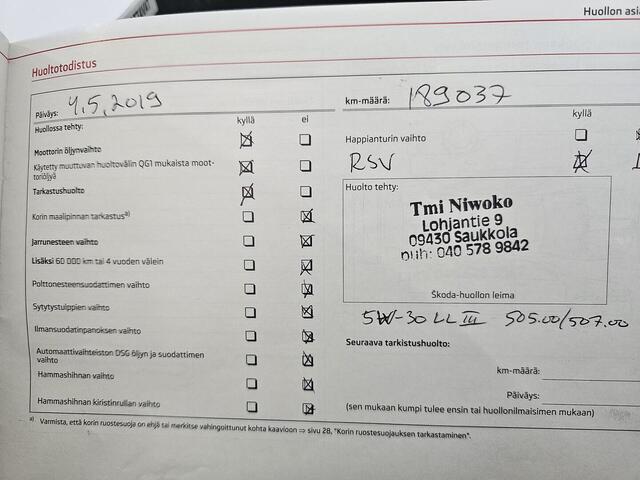 Huollon
Huoltotodistus
Päiväys: 4.5.2019
km-määrä: 189037
Huollossa tehty:
kyllä
ei
Moottorin öljynvaihto
Käytetty muuttuvan huoltovälin QG1 mukaista moot-
toriöljyä
Tarkastushuolto
Korin maalipinnan tarkastusᵃ⁾
Jarrunesteen vaihto
Lisäksi 60 000 km tai 4 vuoden välein
Polttonesteensuodattimen vaihto
Sytytystulppien vaihto
Ilmansuodatinpanoksen vaihto
Automaattivaihteiston DSG öljyn ja suodattimen
vaihto
Hammashihnan vaihto
Hammashihnan kiristinrullan vaihto
kyllä
Happianturin vaihto
RSV
Huolto tehty:
Tmi Niwoko
Lohjantie 9
09430 Saukkola
puh: 040 578 9842
Škoda-huollon leima
5W-30 LL III 505.00/507.00
Seuraava tarkistushuolto:
km-määrä:
Päiväys:
(sen mukaan kumpi tulee ensin tai huollonilmaisimen mukaan)
a) Varmista, että korin ruostesuoja on ehjä tai merkitse vahingoittunut kohta kaavioon ⇒ sivu 28, "Korin ruostesuojauksen tarkastaminen".